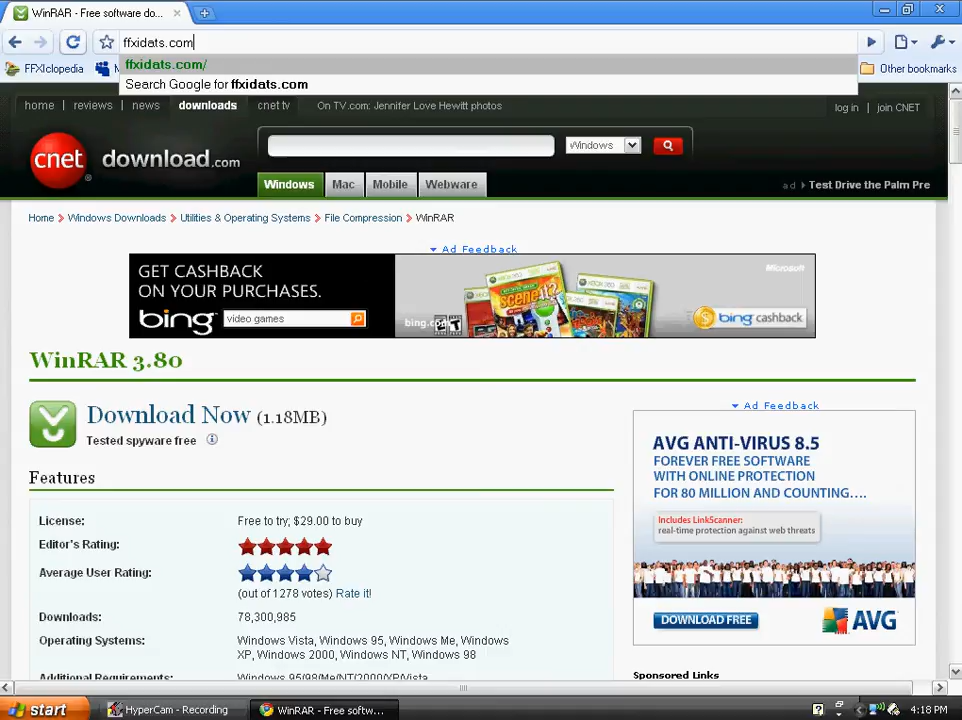 WinRAR - Free software do...
ffxidats.com
ffxidats.com/
Search Google for ffxidats.com
FFXIclopedia
Other bookmarks
home | reviews | news downloads cnet tv On TV.com: Jennifer Love Hewitt photos
log in | join CNET
cnet download.com
Windows
Windows Mac Mobile Webware
ad Test Drive the Palm Pre
Home > Windows Downloads > Utilities & Operating Systems > File Compression > WinRAR
Ad Feedback
GET CASHBACK
ON YOUR PURCHASES.
bing video games
bing.com
Scene it?
Microsoft
bing cashback
WinRAR 3.80
Download Now (1.18MB)
Tested spyware free
Features
License: Free to try; $29.00 to buy
Editor's Rating:
Average User Rating:
(out of 1278 votes) Rate it!
Downloads: 78,300,985
Operating Systems: Windows Vista, Windows 95, Windows Me, Windows
XP, Windows 2000, Windows NT, Windows 98
Additional Requirements: Windows 95/98/Me/NT/2000/XP/Vista
Ad Feedback
AVG ANTI-VIRUS 8.5
FOREVER FREE SOFTWARE
WITH ONLINE PROTECTION
FOR 80 MILLION AND COUNTING....
Includes LinkScanner:
real-time protection against web threats
DOWNLOAD FREE
AVG
Sponsored Links
start
HyperCam - Recording
WinRAR - Free softw...
4:18 PM